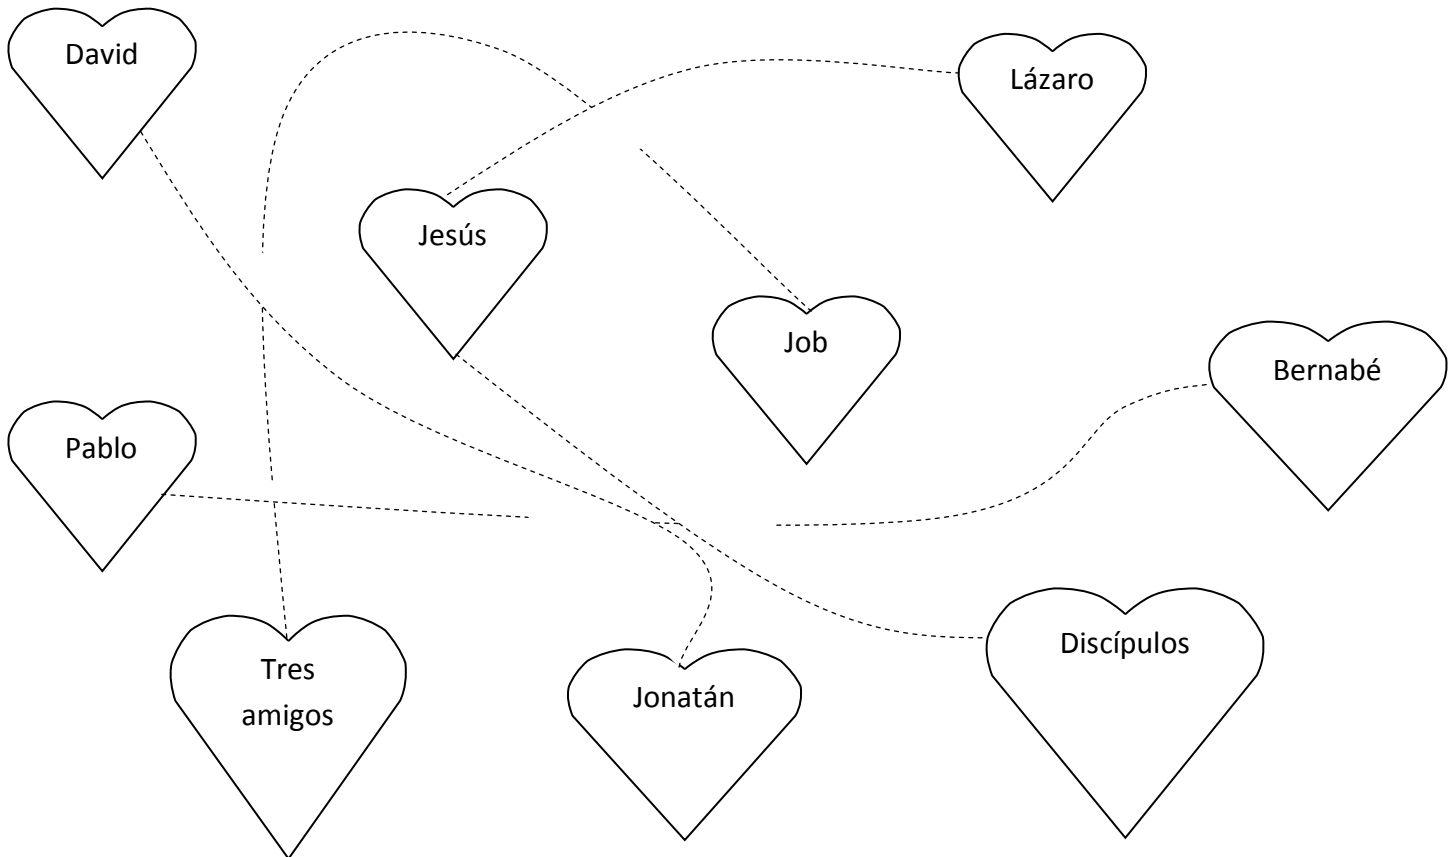 David
Lázaro
Jesús
Job
Bernabé
Pablo
Tres
amigos
Jonatán
Discípulos